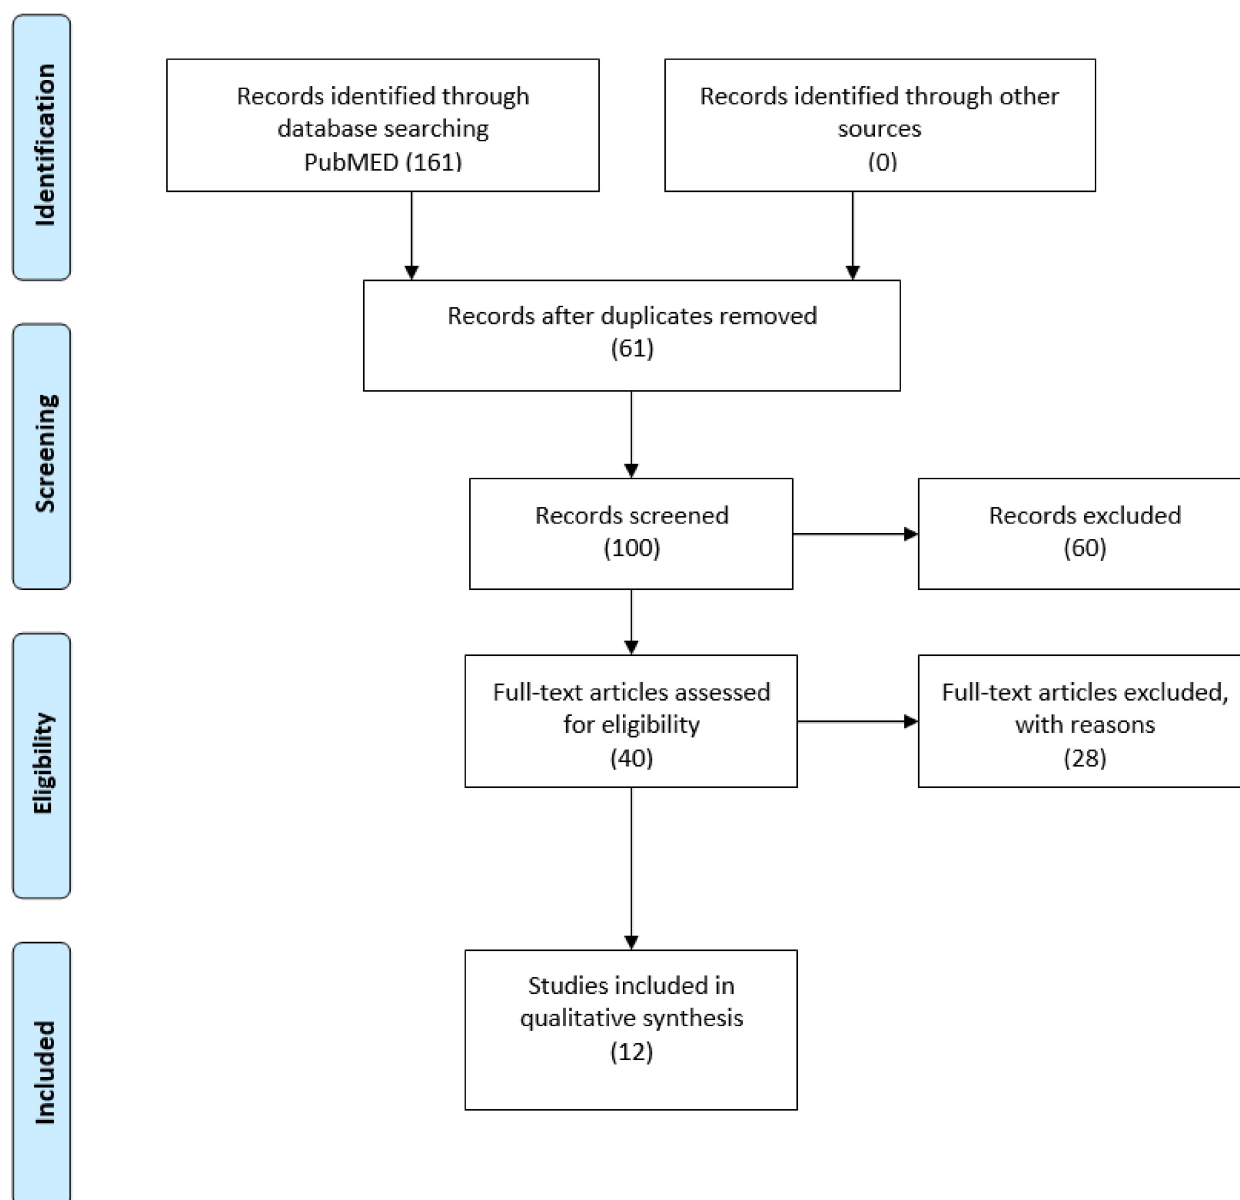 Identification
Records identified through
database searching
PubMED (161)
Records identified through other
sources
(0)
Records after duplicates removed
(61)
Screening
Records screened
(100)
Records excluded
(60)
Eligibility
Full-text articles assessed
for eligibility
(40)
Full-text articles excluded,
with reasons
(28)
Included
Studies included in
qualitative synthesis
(12)